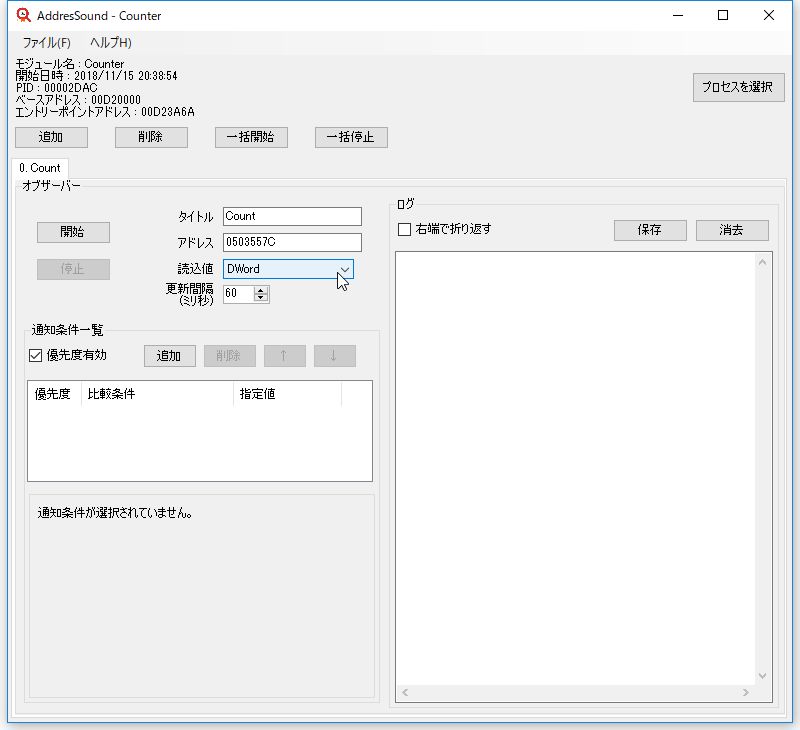 AddresSound - Counter
ファイル(F) ヘルプ(H)
モジュール名 : Counter
開始日時 : 2018/11/15 20:38:54
PID : 00002DAC
ベースアドレス : 00D20000
エントリーポイントアドレス : 00D23A6A
プロセスを選択
追加 削除 一括開始 一括停止
0. Count
オブザーバー
開始
停止
タイトル Count
アドレス 0503557C
読込値 DWord
更新間隔
(ミリ秒) 60
通知条件一覧
優先度有効 追加 削除 ↑ ↓
優先度 比較条件 指定値
通知条件が選択されていません。
ログ
右端で折り返す 保存 消去